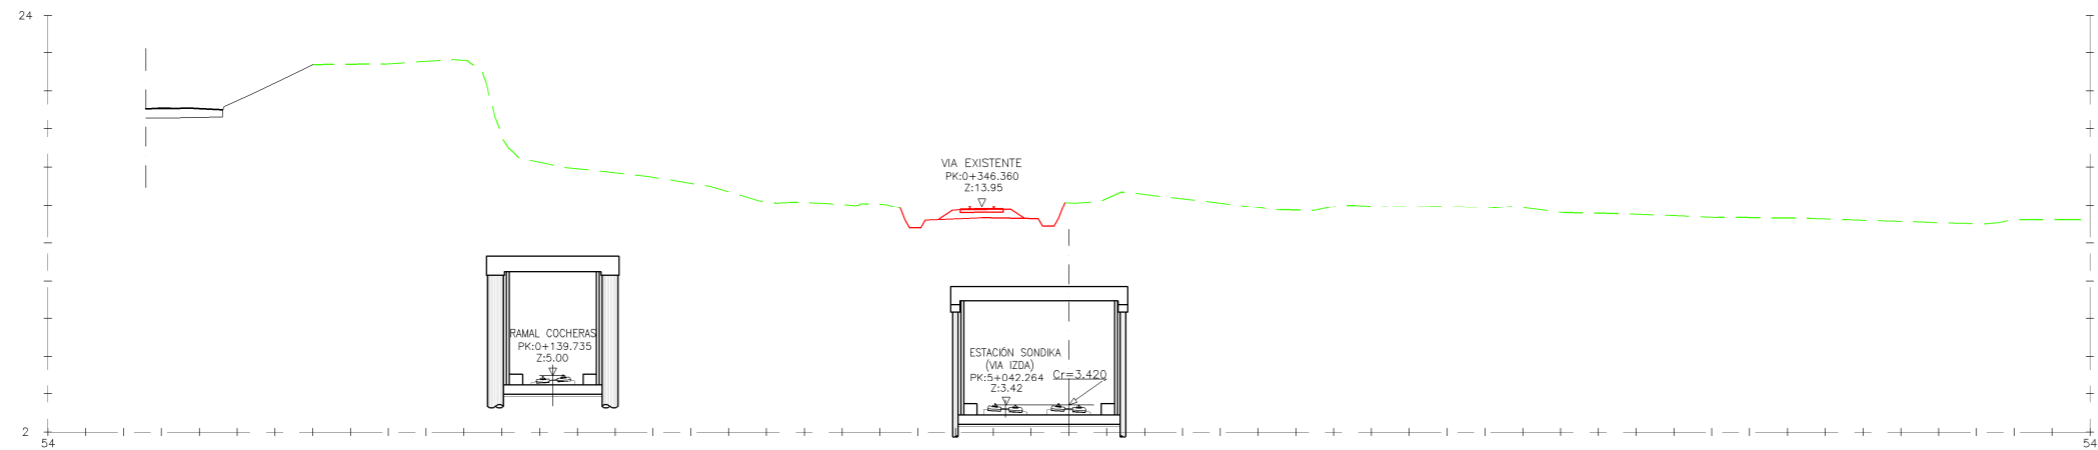 24
VIA EXISTENTE
PK:0+346.360
Z:13.95
RAMAL COCHERAS
PK:0+139.735
Z:5.00
ESTACIÓN SONDIKA
(VIA IZDA)
PK:5+042.264
Z:3.42
Cr=3.420
2
54
54